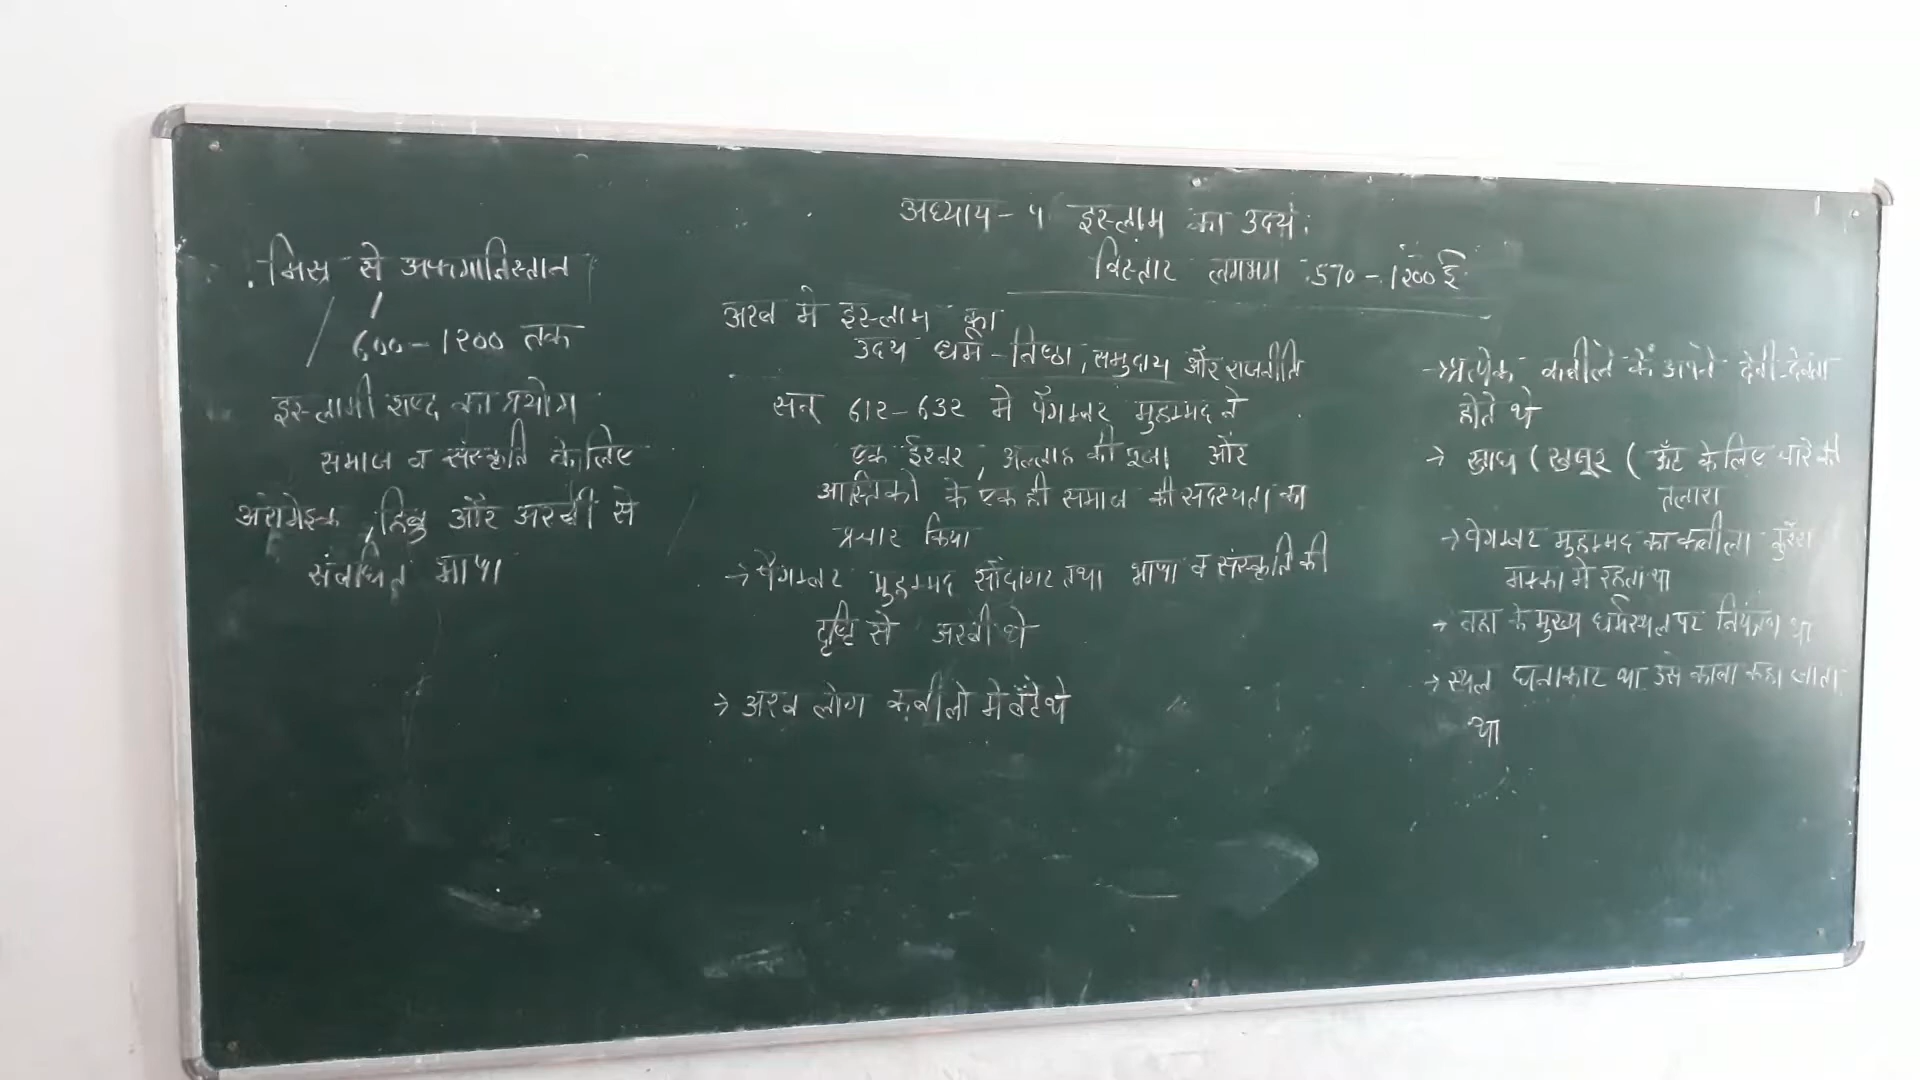 अध्याय - ५ इस्लाम का उदय :
विस्तार लगभग 570 - 1200 ई
मिस्र से अफगानिस्तान
600 - 1200 तक
इस्लामी शब्द का प्रयोग
समाज व संस्कृति के लिए
अरोमेइक , हिब्रु और अरबी से
संबंधित भाषा
अरब मे इस्लाम का
उदय धर्म - निष्ठा , समुदाय और राजनीति
सन् 612 - 632 मे पैगम्बर मुहम्मद ने
एक ईश्वर , अल्लाह की पूजा और
आस्तिको के एक ही समाज की सदस्यता का
प्रचार किया
→ पैगम्बर मुहम्मद सौदागर तथा भाषा व संस्कृति की
दृष्टि से अरबी थे
→ अरब लोग कबीलो मे बँटे थे
→ प्रत्येक कबीले के अपने देवी-देवता
होते थे
→ खाद्य ( खजूर ( ऊँट के लिए चारे की
तलाश
→ पैगम्बर मुहम्मद का कबीला कुरैश
मक्का मे रहता था
→ वहा के मुख्य धर्मस्थल पर नियंत्रण था
→ स्थल घनाकार था उसे काबा कहा जाता
था